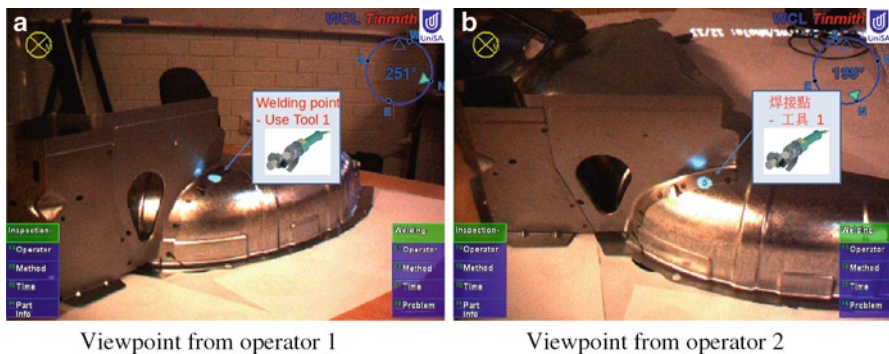 a
WCL Tinmith
UniSA
251°
N
E
Welding point
- Use Tool 1
Inspection
Operator
Method
Time
Part
Info
Welding
Operator
Method
Time
Problem
b
WCL Tinmith
UniSA
198°
E
N
焊接點
- 工具 1
Inspection
Operator
Method
Time
Part
Info
Welding
Operator
Method
Time
Problem
Viewpoint from operator 1
Viewpoint from operator 2